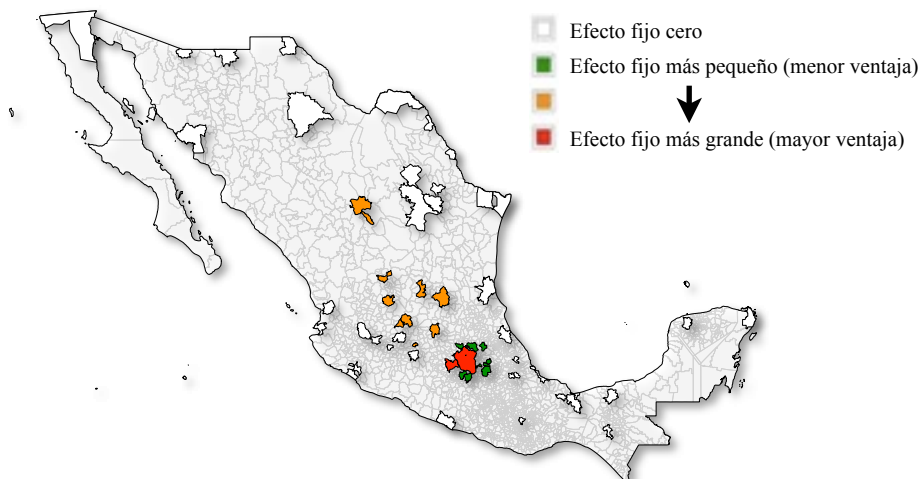 Efecto fijo cero
Efecto fijo más pequeño (menor ventaja)
Efecto fijo más grande (mayor ventaja)